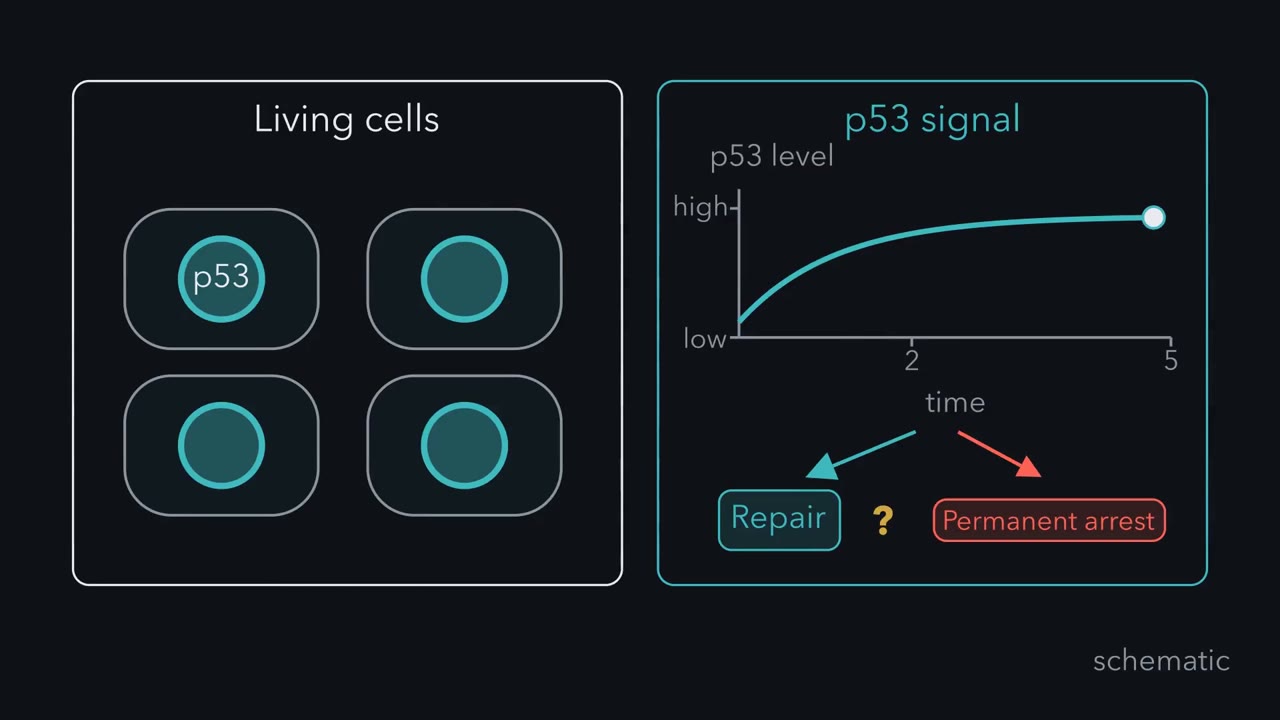 Living cells
p53
p53 signal
p53 level
high
low
2
5
time
Repair
?
Permanent arrest
schematic